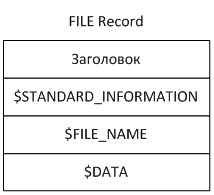 FILE Record
Заголовок
$STANDARD_INFORMATION
$FILE_NAME
$DATA